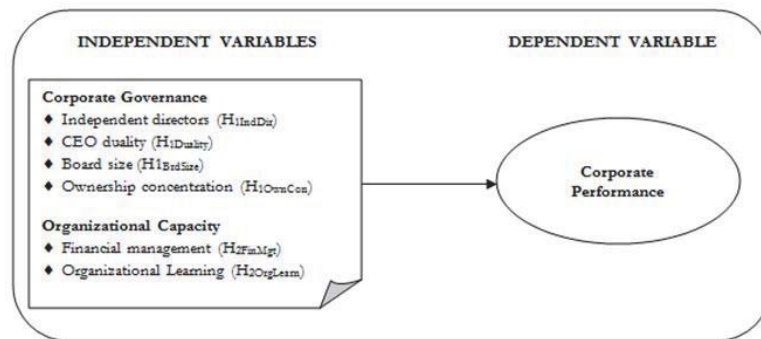 INDEPENDENT VARIABLES
DEPENDENT VARIABLE
Corporate Governance
♦ Independent directors (H1IndDir)
♦ CEO duality (H1Duality)
♦ Board size (H1BrdSize)
♦ Ownership concentration (H1OwnCon)
Organizational Capacity
♦ Financial management (H2FinMgt)
♦ Organizational Learning (H2OrgLearn)
Corporate
Performance